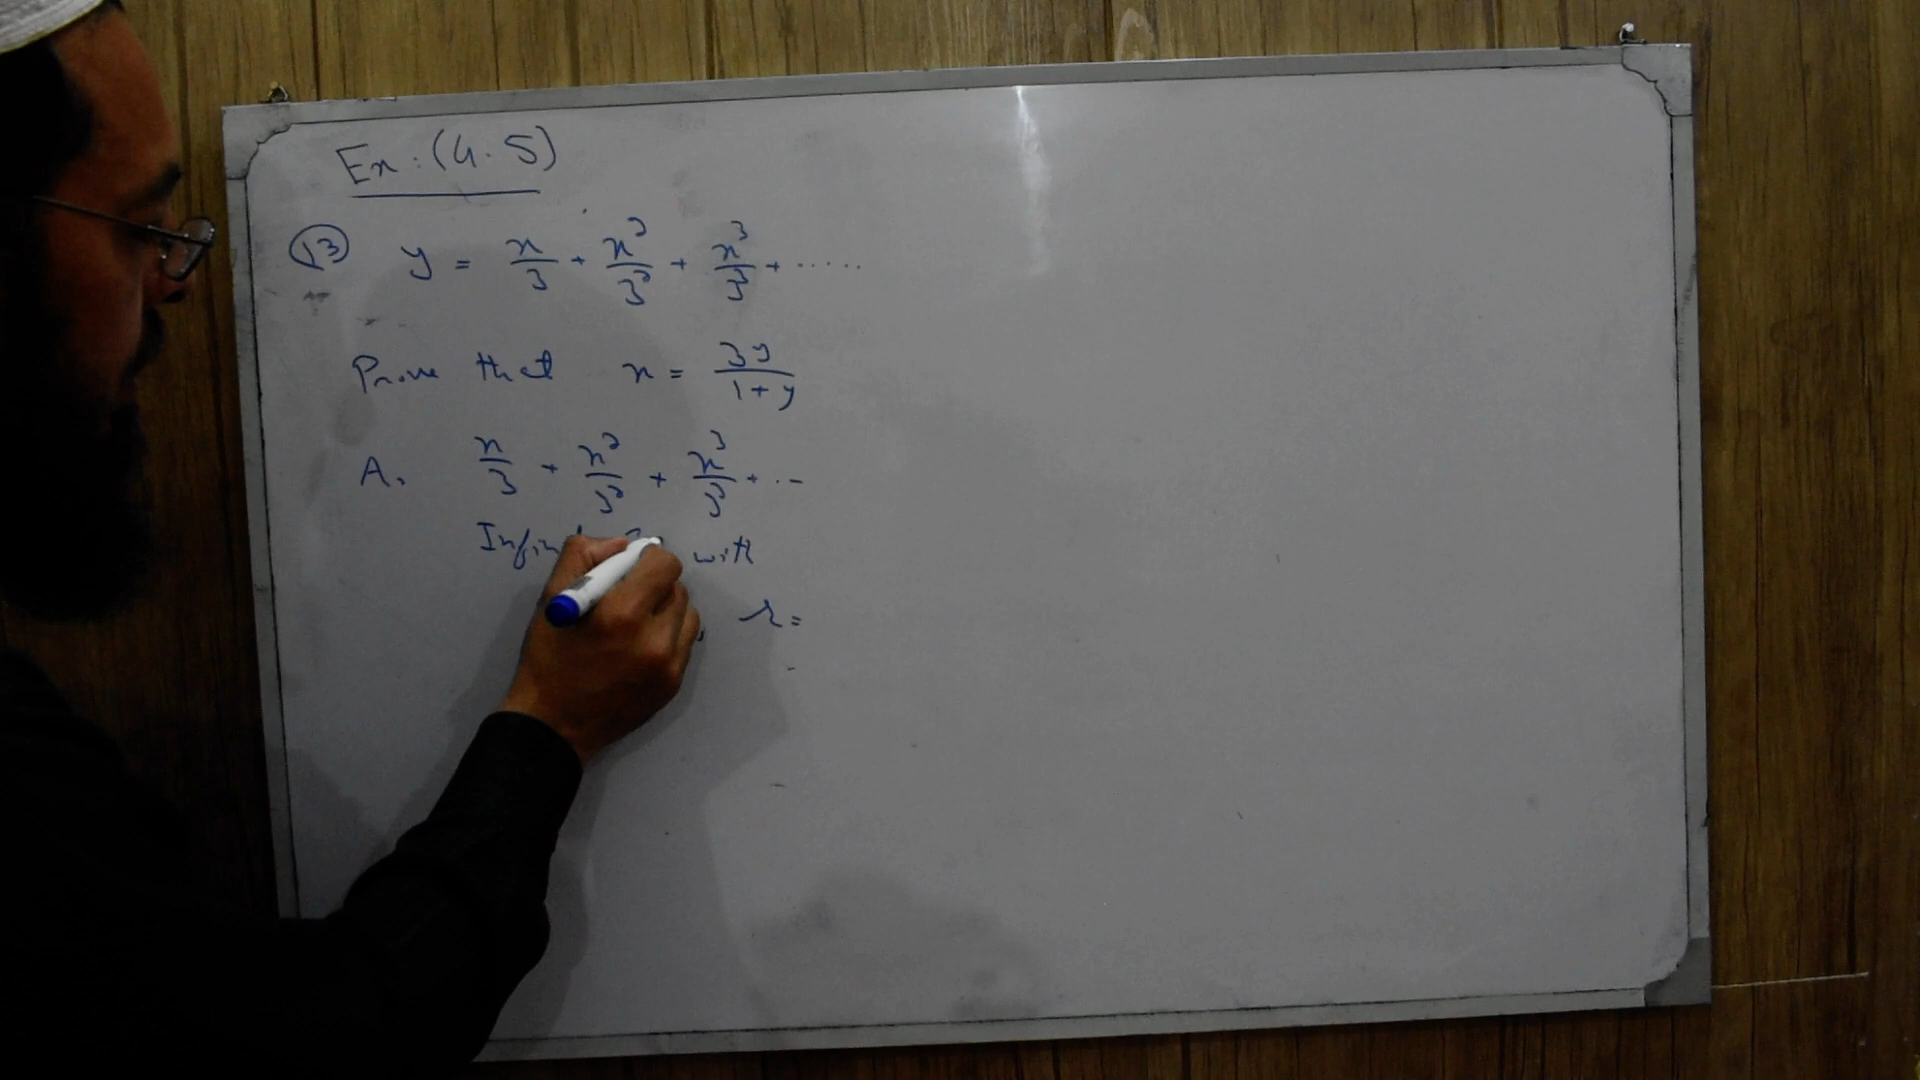 Ex: (4.5)
(13) y = x/3 + x²/3² + x³/3³ + ......
Prove that x = 3y/(1+y)
As x/3 + x²/3² + x³/3³ + ...
with
r =